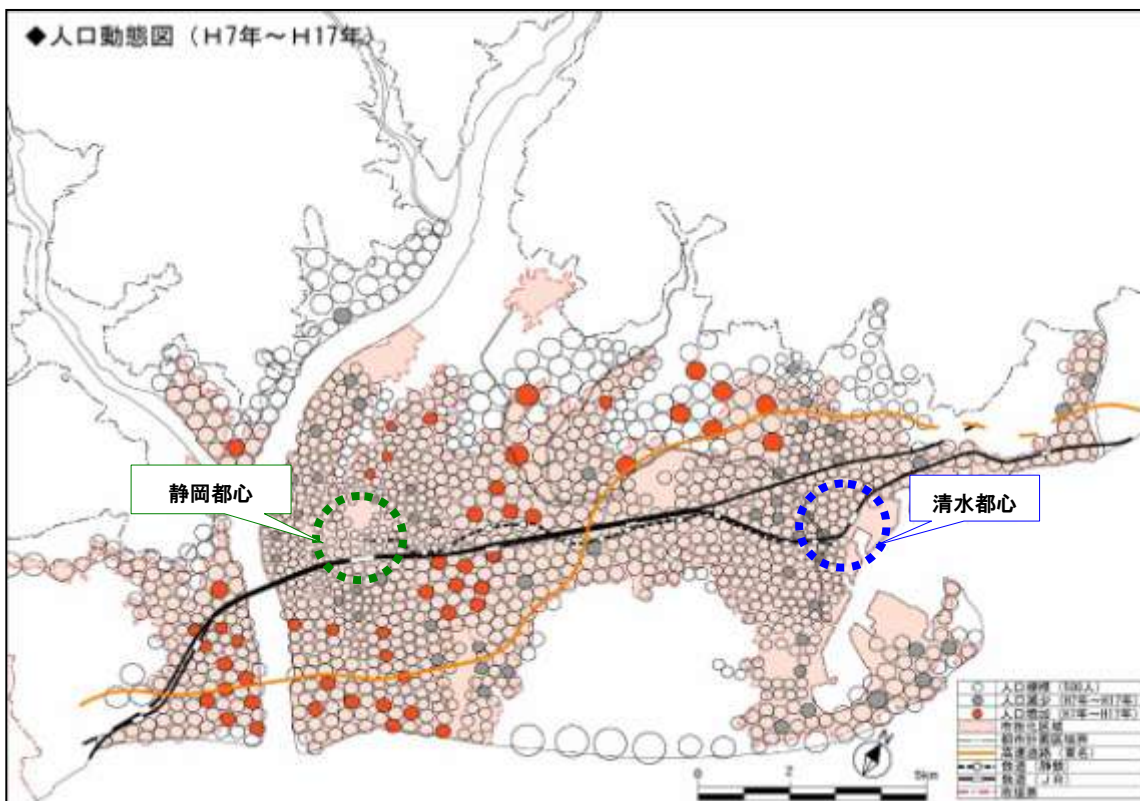 ◆人口動態図（H7年～H17年）
静岡都心
清水都心
人口規模（500人）
人口減少（H7年～H17年）
人口増加（H7年～H17年）
市街化区域
都市計画区域界
高速道路（東名）
鉄道（静鉄）
鉄道（JR）
市境界
0 2 5km